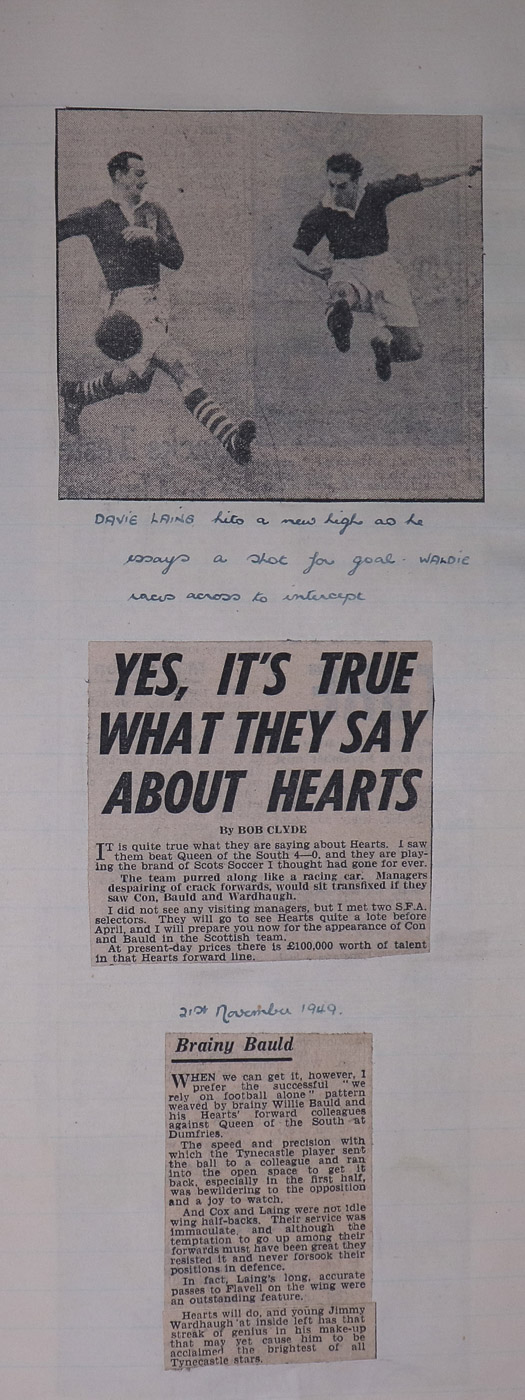 DAVIE LAING hits a new high as he
essays a shot for goal. WALDIE
races across to intercept
YES, IT'S TRUE
WHAT THEY SAY
ABOUT HEARTS
By BOB CLYDE
IT is quite true what they are saying about Hearts. I saw
them beat Queen of the South 4—0, and they are play-
ing the brand of Scots Soccer I thought had gone for ever.
The team purred along like a racing car. Managers
despairing of crack forwards, would sit transfixed if they
saw Con, Bauld and Wardhaugh.
I did not see any visiting managers, but I met two S.F.A.
selectors. They will go to see Hearts quite a lote before
April, and I will prepare you now for the appearance of Con
and Bauld in the Scottish team.
At present-day prices there is £100,000 worth of talent
in that Hearts forward line.
21st November 1949.
Brainy Bauld
WHEN we can get it, however, I
prefer the successful "we
rely on football alone" pattern
weaved by brainy Willie Bauld and
his Hearts' forward colleagues
against Queen of the South at
Dumfries.
The speed and precision with
which the Tynecastle player sent
the ball to a colleague and ran
into the open space to get it
back, especially in the first half,
was bewildering to the opposition
and a joy to watch.
And Cox and Laing were not idle
wing half-backs. Their service was
immaculate, and although the
temptation to go up among their
forwards must have been great they
resisted it and never forsook their
positions in defence.
In fact, Laing's long, accurate
passes to Flavell on the wing were
an outstanding feature.
Hearts will do, and young Jimmy
Wardhaugh at inside left has that
streak of genius in his make-up
that may yet cause him to be
acclaimed the brightest of all
Tynecastle stars.